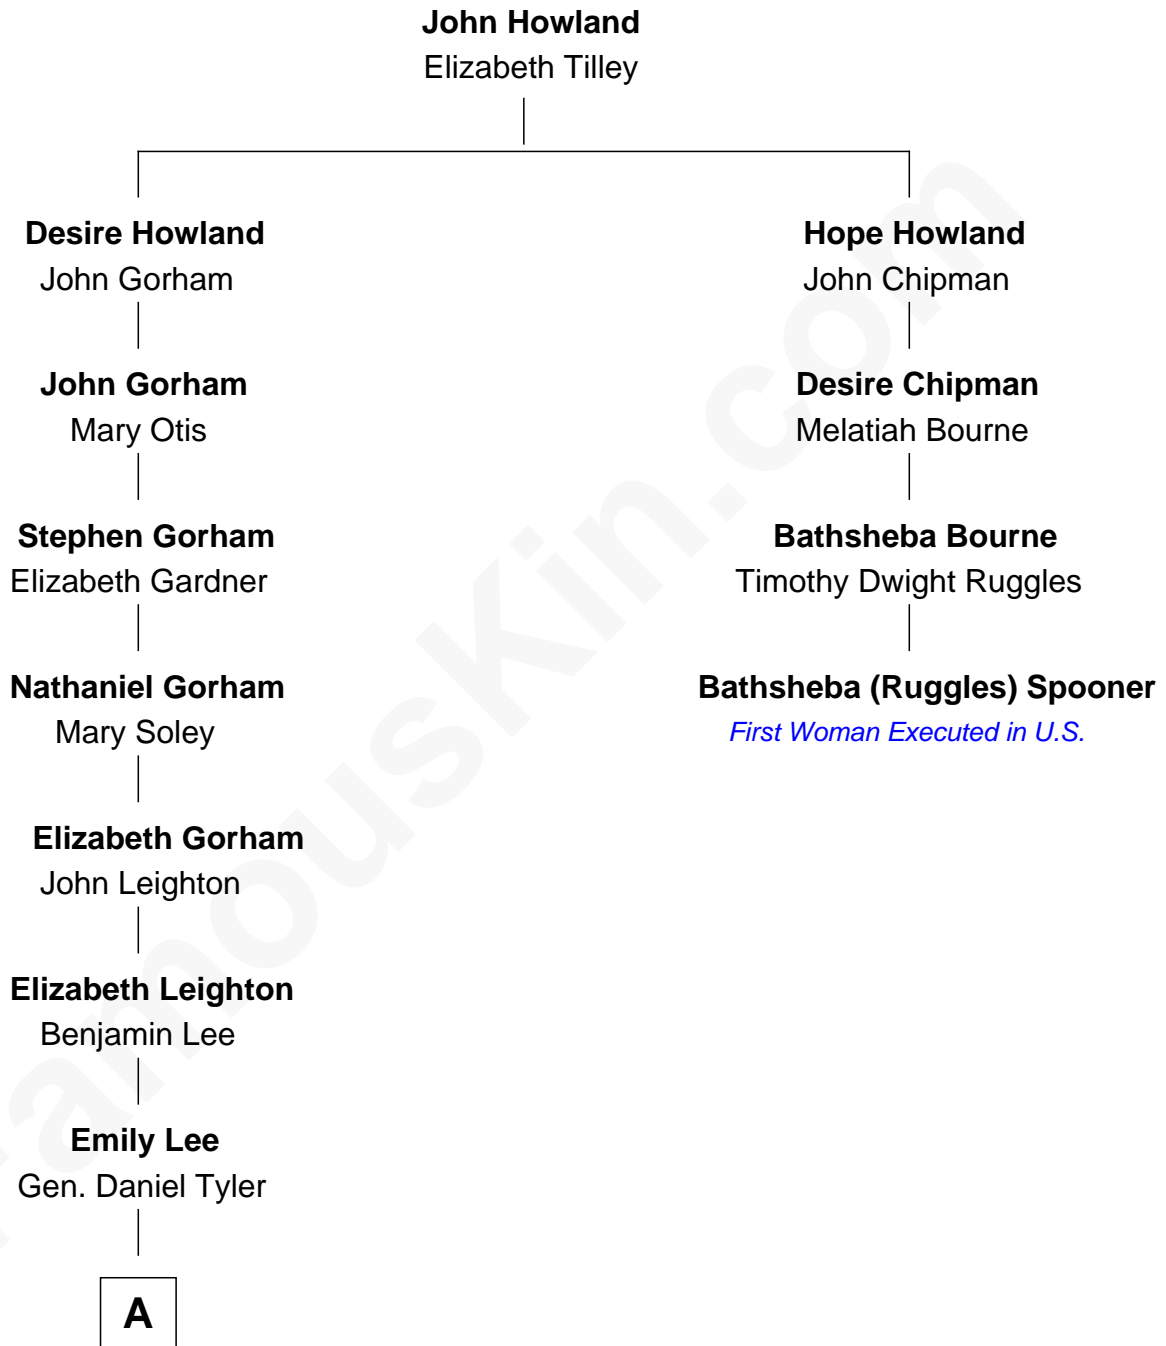 John Howland
Elizabeth Tilley
Desire Howland
John Gorham
Hope Howland
John Chipman
John Gorham
Mary Otis
Desire Chipman
Melatiah Bourne
Stephen Gorham
Elizabeth Gardner
Bathsheba Bourne
Timothy Dwight Ruggles
Nathaniel Gorham
Mary Soley
Bathsheba (Ruggles) Spooner
First Woman Executed in U.S.
Elizabeth Gorham
John Leighton
Elizabeth Leighton
Benjamin Lee
Emily Lee
Gen. Daniel Tyler
A
FamousKin.com